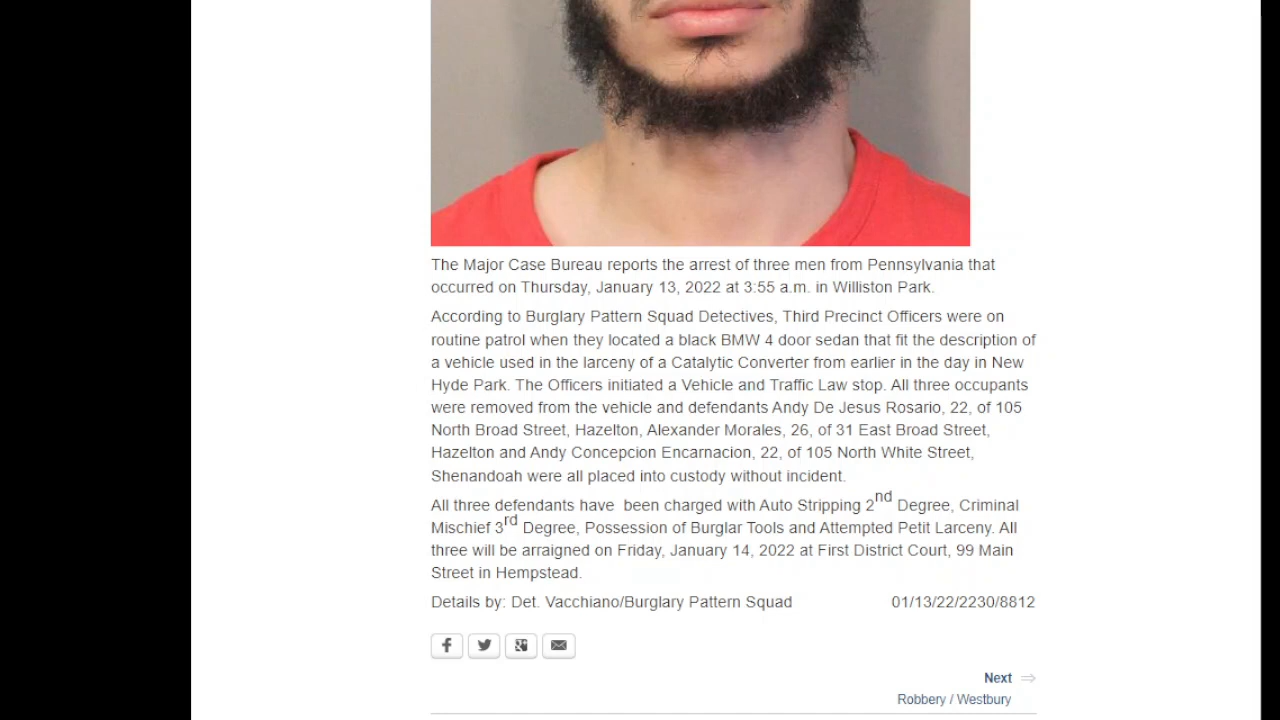 The Major Case Bureau reports the arrest of three men from Pennsylvania that
occurred on Thursday, January 13, 2022 at 3:55 a.m. in Williston Park.
According to Burglary Pattern Squad Detectives, Third Precinct Officers were on
routine patrol when they located a black BMW 4 door sedan that fit the description of
a vehicle used in the larceny of a Catalytic Converter from earlier in the day in New
Hyde Park. The Officers initiated a Vehicle and Traffic Law stop. All three occupants
were removed from the vehicle and defendants Andy De Jesus Rosario, 22, of 105
North Broad Street, Hazelton, Alexander Morales, 26, of 31 East Broad Street,
Hazelton and Andy Concepcion Encarnacion, 22, of 105 North White Street,
Shenandoah were all placed into custody without incident.
All three defendants have  been charged with Auto Stripping 2nd Degree, Criminal
Mischief 3rd Degree, Possession of Burglar Tools and Attempted Petit Larceny. All
three will be arraigned on Friday, January 14, 2022 at First District Court, 99 Main
Street in Hempstead.
Details by: Det. Vacchiano/Burglary Pattern Squad 01/13/22/2230/8812
Next
Robbery / Westbury